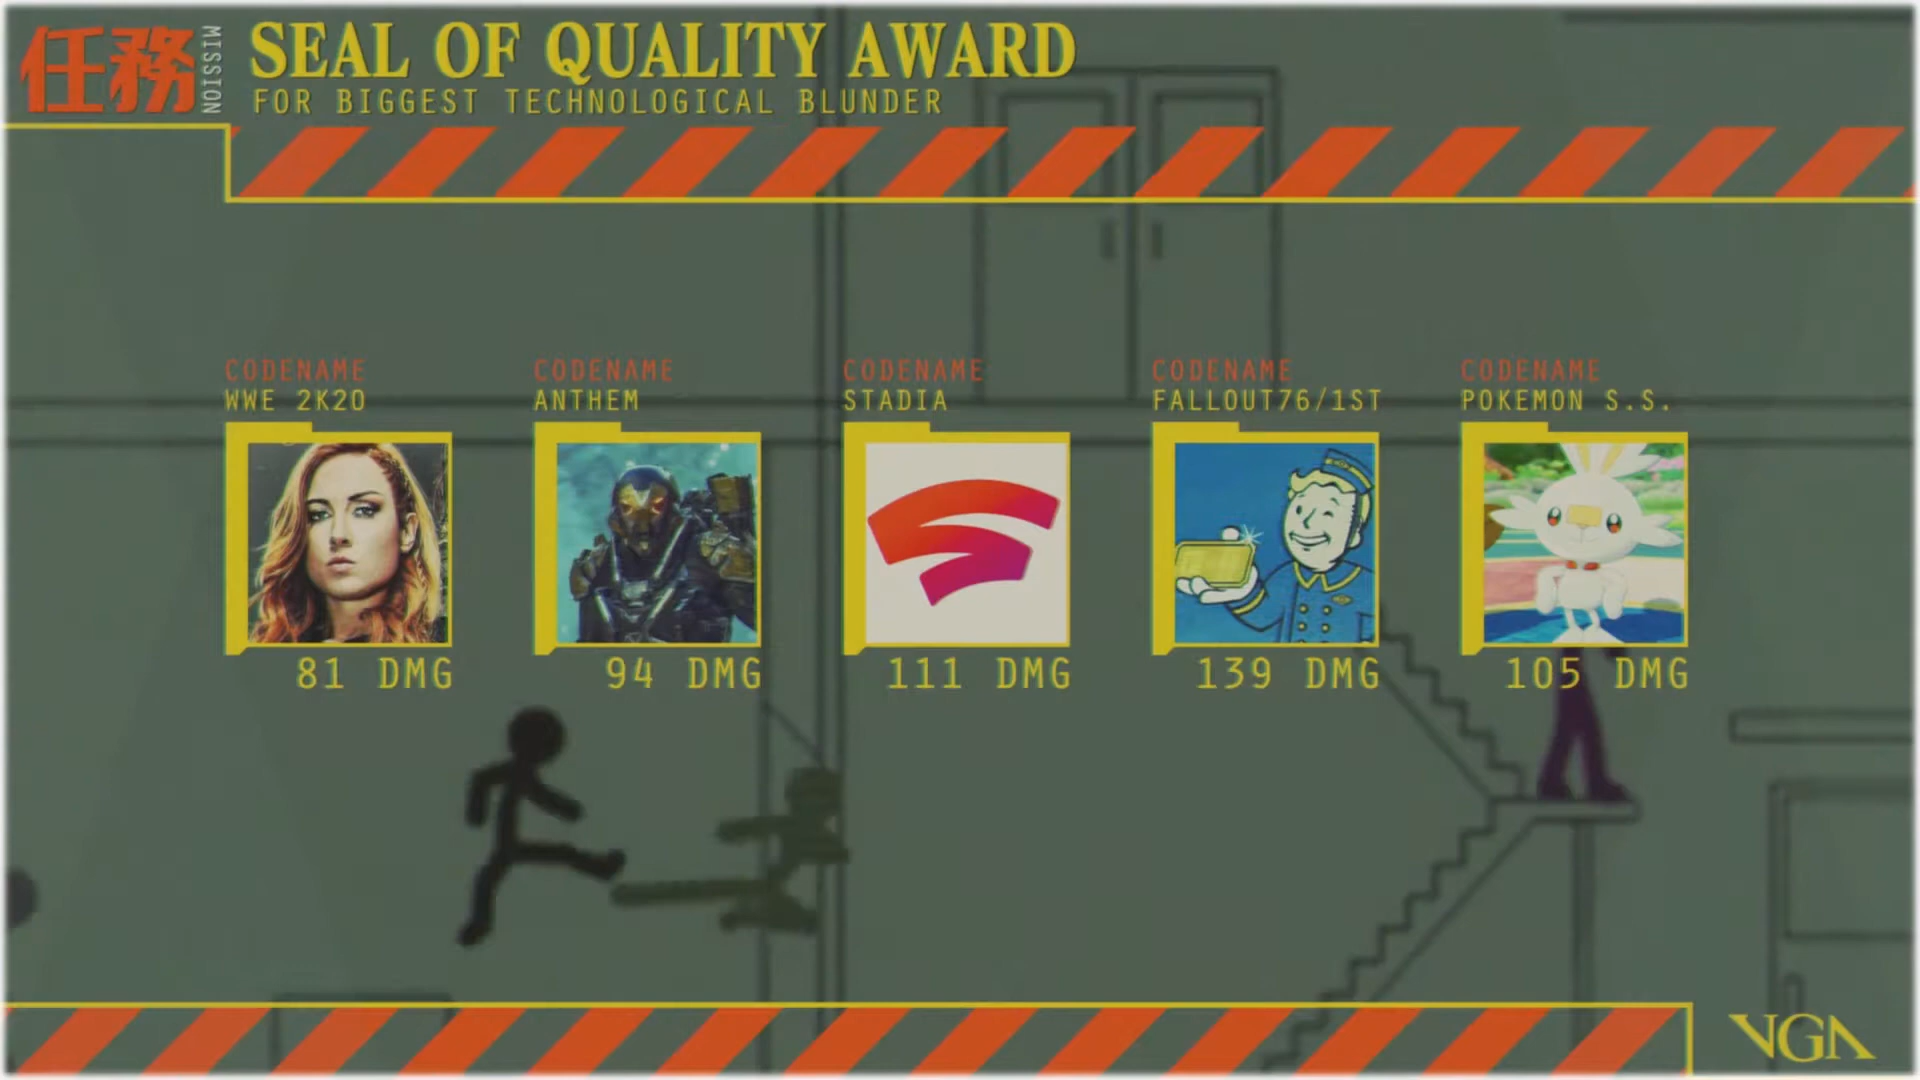 任務
MISSION
SEAL OF QUALITY AWARD
FOR BIGGEST TECHNOLOGICAL BLUNDER
CODENAME
WWE 2K20
81 DMG
CODENAME
ANTHEM
94 DMG
CODENAME
STADIA
111 DMG
CODENAME
FALLOUT76/1ST
139 DMG
CODENAME
POKEMON S.S.
105 DMG
VGA